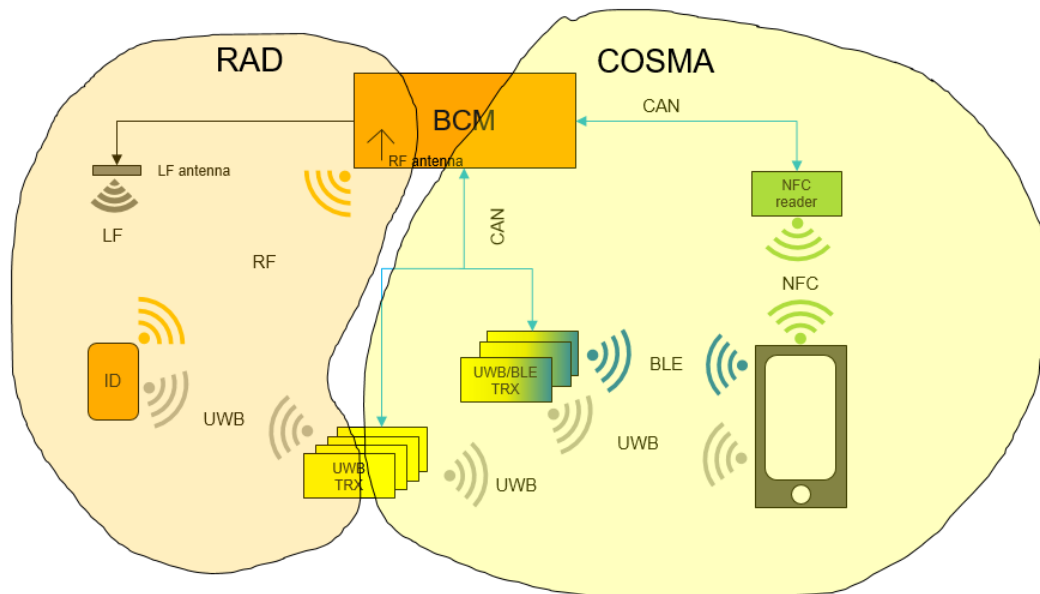 RAD
COSMA
CAN
BCM
RF antenna
LF antenna
NFC
reader
LF
CAN
RF
NFC
ID
UWB/BLE
TRX
BLE
UWB
UWB
UWB
TRX
UWB